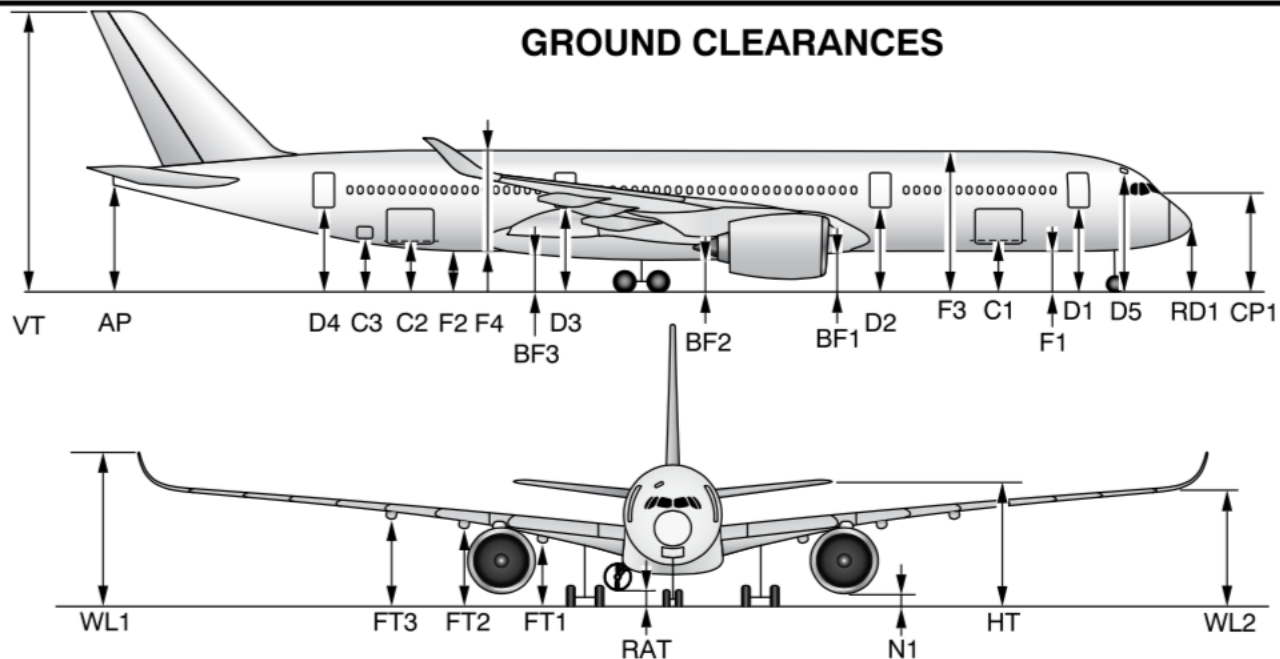 GROUND CLEARANCES
VT AP D4 C3 C2 F2 F4 D3 D2 F3 C1 D1 D5 RD1 CP1
BF3 BF2 BF1 F1
WL1 FT3 FT2 FT1 HT WL2
RAT N1